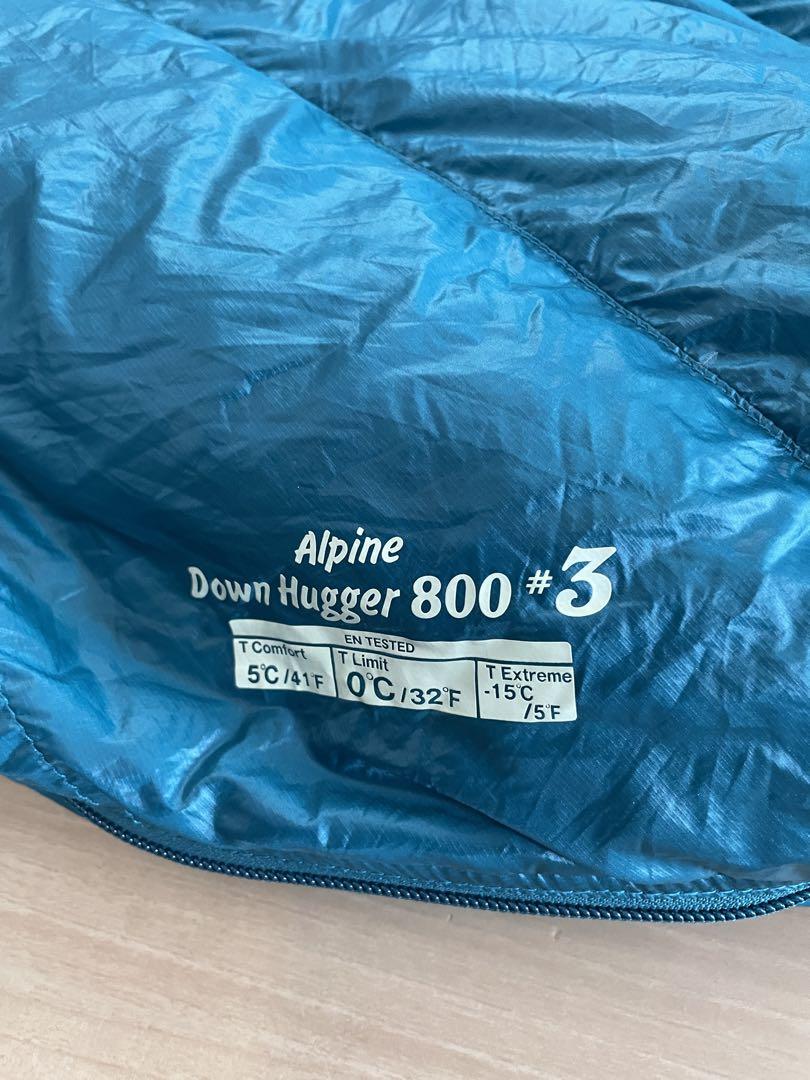 Alpine
Down Hugger 800 #3
EN TESTED
T Comfort
5°C/41°F
T Limit
0°C/32°F
T Extreme
-15°C
/5°F